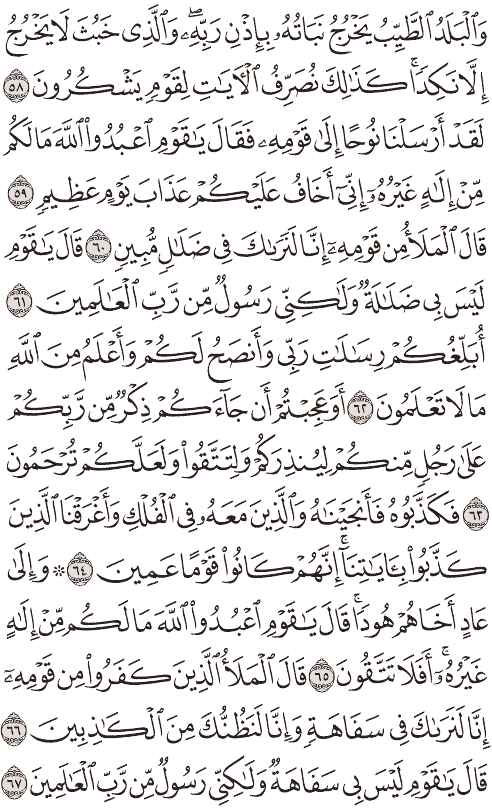 وَٱلْبَلَدُ ٱلطَّيِّبُ يَخْرُجُ نَبَاتُهُۥ بِإِذْنِ رَبِّهِۦۖ وَٱلَّذِى خَبُثَ لَا يَخْرُجُ
إِلَّا نَكِدًاۚ كَذَٰلِكَ نُصَرِّفُ ٱلْأَيَٰتِ لِقَوْمٍ يَشْكُرُونَ ٥٨
لَقَدْ أَرْسَلْنَا نُوحًا إِلَىٰ قَوْمِهِۦ فَقَالَ يَٰقَوْمِ ٱعْبُدُوا۟ ٱللَّهَ مَا لَكُم
مِّنْ إِلَٰهٍ غَيْرُهُۥٓ إِنِّىٓ أَخَافُ عَلَيْكُمْ عَذَابَ يَوْمٍ عَظِيمٍ ٥٩
قَالَ ٱلْمَلَأُ مِن قَوْمِهِۦٓ إِنَّا لَنَرَىٰكَ فِى ضَلَٰلٍ مُّبِينٍ ٦٠ قَالَ يَٰقَوْمِ
لَيْسَ بِى ضَلَٰلَةٌ وَلَٰكِنِّى رَسُولٌ مِّن رَّبِّ ٱلْعَٰلَمِينَ ٦١
أُبَلِّغُكُمْ رِسَٰلَٰتِ رَبِّى وَأَنصَحُ لَكُمْ وَأَعْلَمُ مِنَ ٱللَّهِ
مَا لَا تَعْلَمُونَ ٦٢ أَوَعَجِبْتُمْ أَن جَآءَكُمْ ذِكْرٌ مِّن رَّبِّكُمْ
عَلَىٰ رَجُلٍ مِّنكُمْ لِيُنذِرَكُمْ وَلِتَتَّقُوا۟ وَلَعَلَّكُمْ تُرْحَمُونَ
٦٣ فَكَذَّبُوهُ فَأَنجَيْنَٰهُ وَٱلَّذِينَ مَعَهُۥ فِى ٱلْفُلْكِ وَأَغْرَقْنَا ٱلَّذِينَ
كَذَّبُوا۟ بِـَٔايَٰتِنَآۚ إِنَّهُمْ كَانُوا۟ قَوْمًا عَمِينَ ٦٤ * وَإِلَىٰ
عَادٍ أَخَاهُمْ هُودًاۚ قَالَ يَٰقَوْمِ ٱعْبُدُوا۟ ٱللَّهَ مَا لَكُم مِّنْ إِلَٰهٍ
غَيْرُهُۥٓۚ أَفَلَا تَتَّقُونَ ٦٥ قَالَ ٱلْمَلَأُ ٱلَّذِينَ كَفَرُوا۟ مِن قَوْمِهِۦٓ
إِنَّا لَنَرَىٰكَ فِى سَفَاهَةٍ وَإِنَّا لَنَظُنُّكَ مِنَ ٱلْكَٰذِبِينَ ٦٦
قَالَ يَٰقَوْمِ لَيْسَ بِى سَفَاهَةٌ وَلَٰكِنِّى رَسُولٌ مِّن رَّبِّ ٱلْعَٰلَمِينَ ٦٧